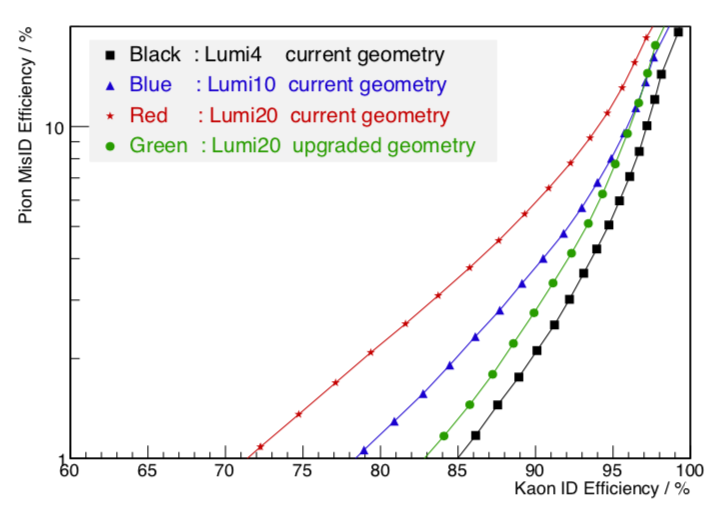 Pion MisID Efficiency / %
Black : Lumi4 current geometry
Blue : Lumi10 current geometry
Red : Lumi20 current geometry
Green : Lumi20 upgraded geometry
10
1
60 65 70 75 80 85 90 95 100
Kaon ID Efficiency / %